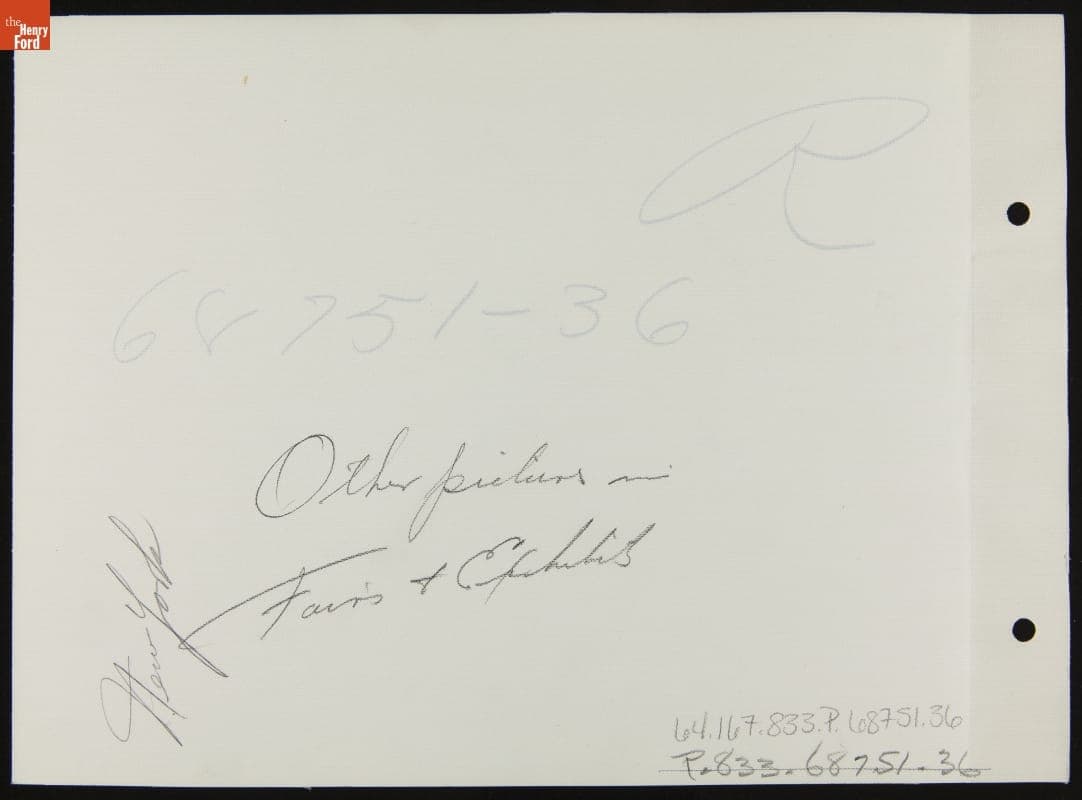 the
Henry
Ford
R
68751-36
Other pictures in
Fairs + Exhibits
New York
64.167.833.P.68751.36
P.833.68751.36